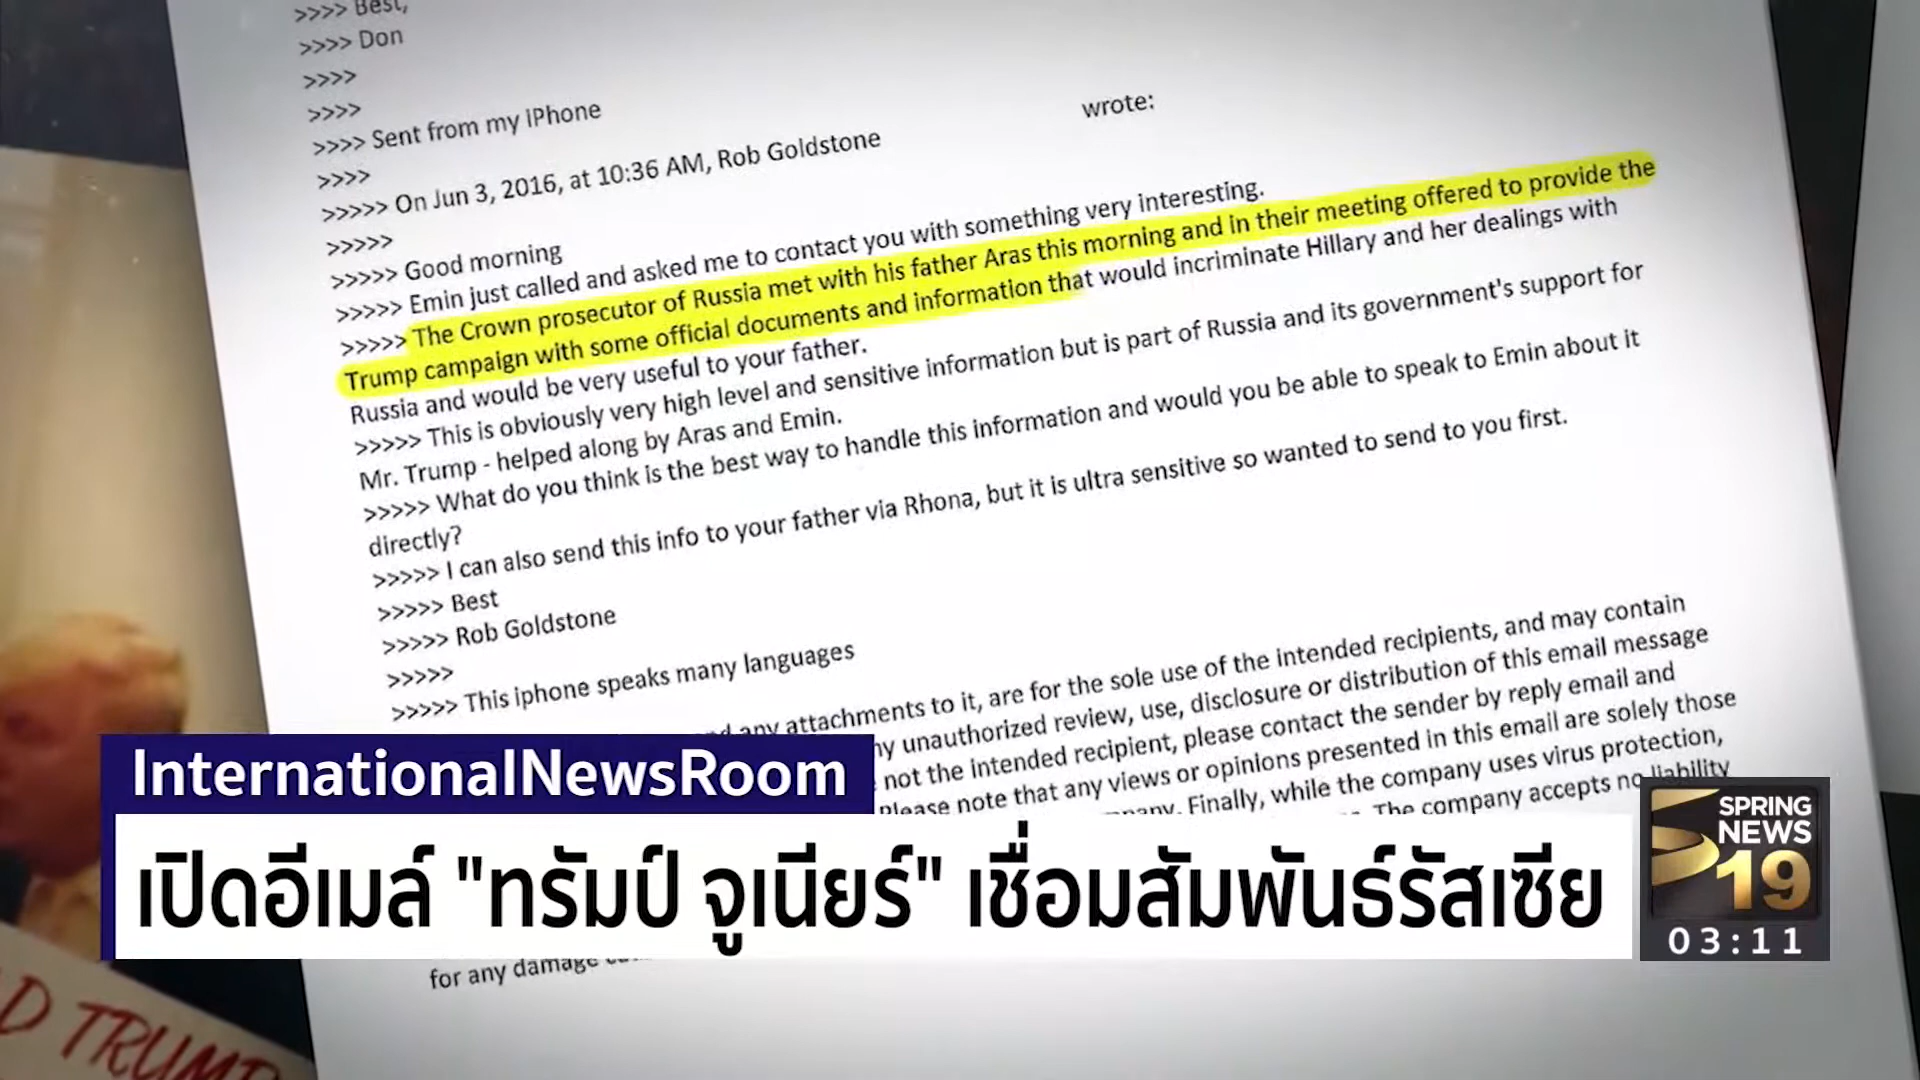 >>>> Best,
>>>> Don
>>>>
>>>>
>>>> Sent from my iPhone
>>>>
>>>>> On Jun 3, 2016, at 10:36 AM, Rob Goldstone wrote:
>>>>>
>>>>> Good morning
>>>>> Emin just called and asked me to contact you with something very interesting.
>>>>> The Crown prosecutor of Russia met with his father Aras this morning and in their meeting offered to provide the
Trump campaign with some official documents and information that would incriminate Hillary and her dealings with
Russia and would be very useful to your father.
>>>>> This is obviously very high level and sensitive information but is part of Russia and its government's support for
Mr. Trump - helped along by Aras and Emin.
>>>>> What do you think is the best way to handle this information and would you be able to speak to Emin about it
directly?
>>>>> I can also send this info to your father via Rhona, but it is ultra sensitive so wanted to send to you first.
>>>>> Best
>>>>> Rob Goldstone
>>>>>
>>>>> This iphone speaks many languages
any attachments to it, are for the sole use of the intended recipients, and may contain
unauthorized review, use, disclosure or distribution of this email message
not the intended recipient, please contact the sender by reply email and
please note that any views or opinions presented in this email are solely those
Finally, while the company uses virus protection,
The company accepts no liability
for any damage
InternationalNewsRoom
เปิดอีเมล์ "ทรัมป์ จูเนียร์" เชื่อมสัมพันธ์รัสเซีย
SPRING
NEWS
19
03:11
D TRUMP